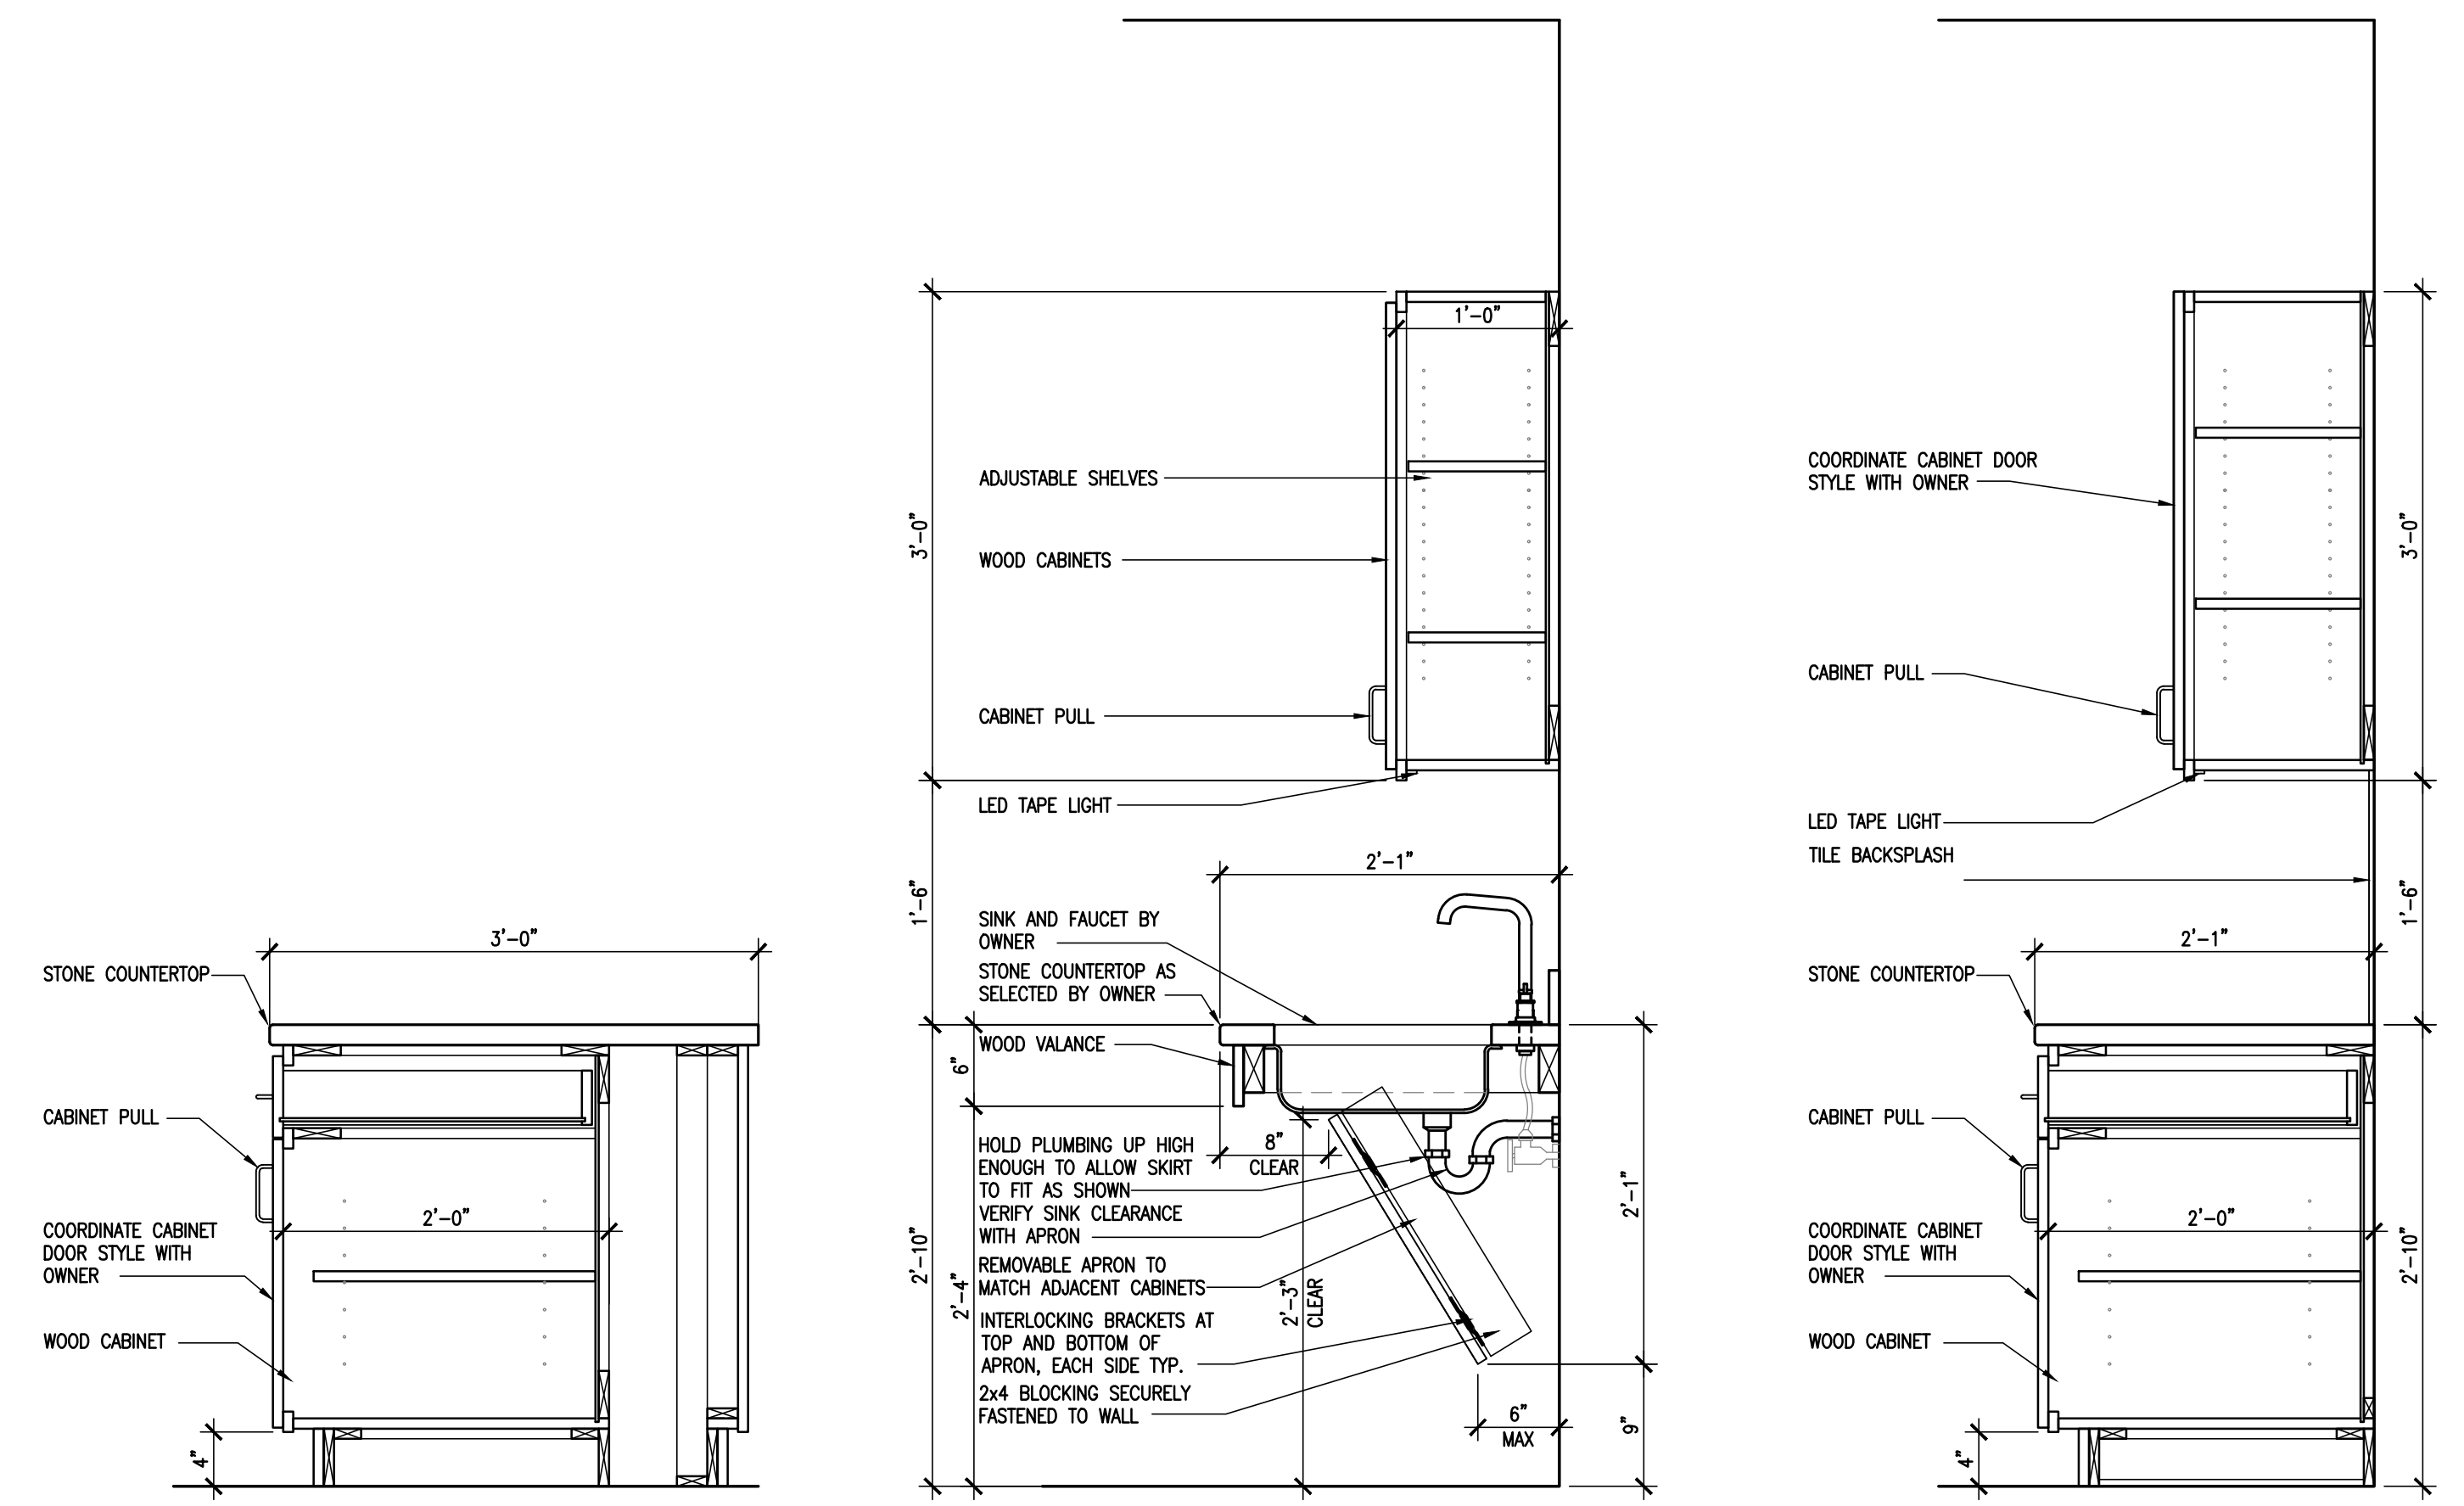 3'-0"
STONE COUNTERTOP
CABINET PULL
2'-0"
COORDINATE CABINET
DOOR STYLE WITH
OWNER
WOOD CABINET
4"
1'-0"
ADJUSTABLE SHELVES
3'-0"
WOOD CABINETS
CABINET PULL
LED TAPE LIGHT
2'-1"
1'-6"
SINK AND FAUCET BY
OWNER
STONE COUNTERTOP AS
SELECTED BY OWNER
WOOD VALANCE
6"
HOLD PLUMBING UP HIGH
ENOUGH TO ALLOW SKIRT
TO FIT AS SHOWN
8"
CLEAR
VERIFY SINK CLEARANCE
WITH APRON
2'-1"
2'-10"
REMOVABLE APRON TO
MATCH ADJACENT CABINETS
2'-4"
2'-3"
CLEAR
INTERLOCKING BRACKETS AT
TOP AND BOTTOM OF
APRON, EACH SIDE TYP.
2x4 BLOCKING SECURELY
FASTENED TO WALL
6"
MAX
9"
COORDINATE CABINET DOOR
STYLE WITH OWNER
3'-0"
CABINET PULL
LED TAPE LIGHT
TILE BACKSPLASH
1'-6"
2'-1"
STONE COUNTERTOP
CABINET PULL
2'-0"
COORDINATE CABINET
DOOR STYLE WITH
OWNER
2'-10"
WOOD CABINET
4"